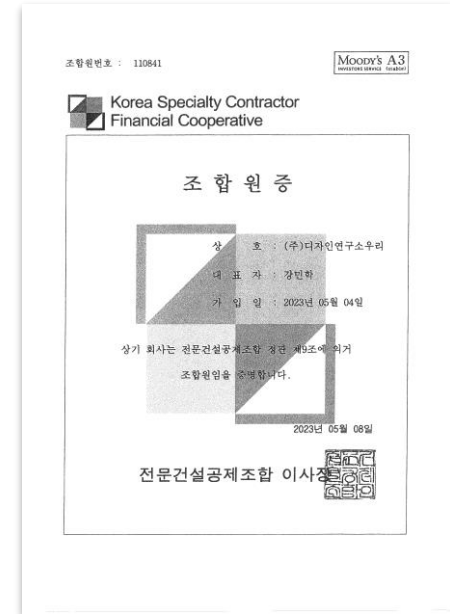 조합원번호 : 110841
MOODY'S A3
Korea Specialty Contractor
Financial Cooperative
조 합 원 증
상 호 : (주)디자인연구소우리
대 표 자 : 강민학
가 입 일 : 2023년 05월 04일
상기 회사는 전문건설공제조합 정관 제9조에 의거
조합원임을 증명합니다.
2023년 05월 08일
전문건설공제조합 이사장